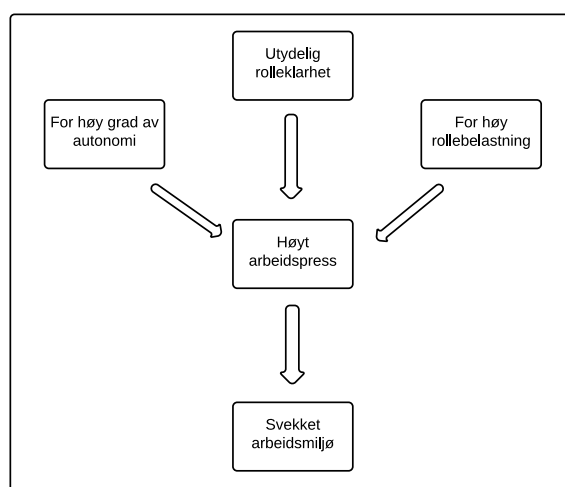 Utydelig
rolleklarhet
For høy grad av
autonomi
For høy
rollebelastning
Høyt
arbeidspress
Svekket
arbeidsmiljø